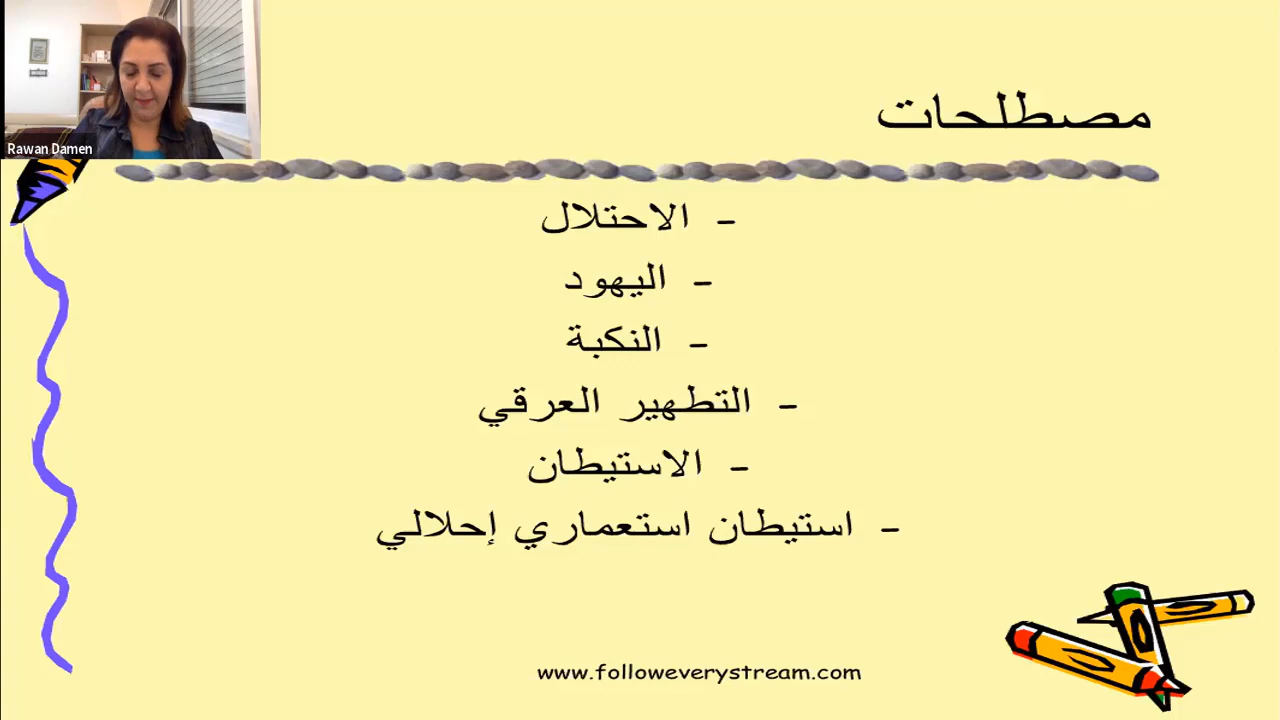 Rawan Damen
مصطلحات
- الاحتلال
- اليهود
- النكبة
- التطهير العرقي
- الاستيطان
- استيطان استعماري إحلالي
www.followeverystream.com